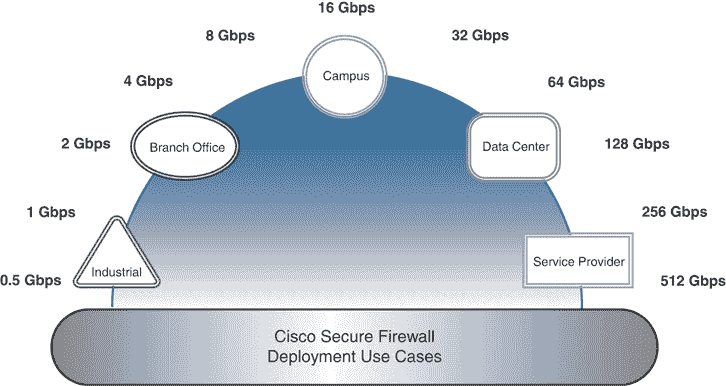 16 Gbps
8 Gbps
32 Gbps
Campus
4 Gbps
64 Gbps
2 Gbps
Branch Office
Data Center
128 Gbps
1 Gbps
256 Gbps
Industrial
Service Provider
0.5 Gbps
512 Gbps
Cisco Secure Firewall
Deployment Use Cases